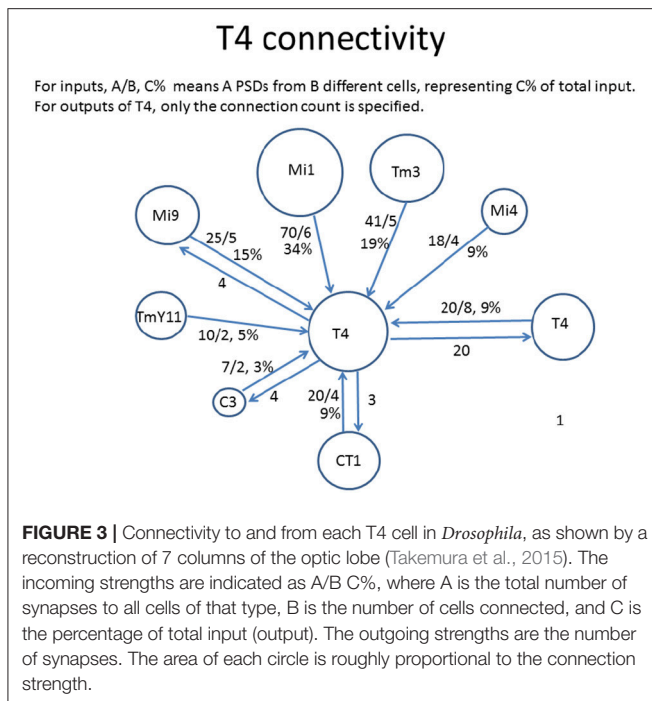 T4 connectivity
For inputs, A/B, C% means A PSDs from B different cells, representing C% of total input.
For outputs of T4, only the connection count is specified.
Mi1
Tm3
Mi9
Mi4
25/5
15%
70/6
34%
41/5
19%
18/4
9%
4
TmY11
10/2, 5%
T4
20/8, 9%
T4
20
7/2, 3%
C3
4
20/4
9%
3
1
CT1
FIGURE 3 | Connectivity to and from each T4 cell in Drosophila, as shown by a
reconstruction of 7 columns of the optic lobe (Takemura et al., 2015). The
incoming strengths are indicated as A/B C%, where A is the total number of
synapses to all cells of that type, B is the number of cells connected, and C is
the percentage of total input (output). The outgoing strengths are the number
of synapses. The area of each circle is roughly proportional to the connection
strength.